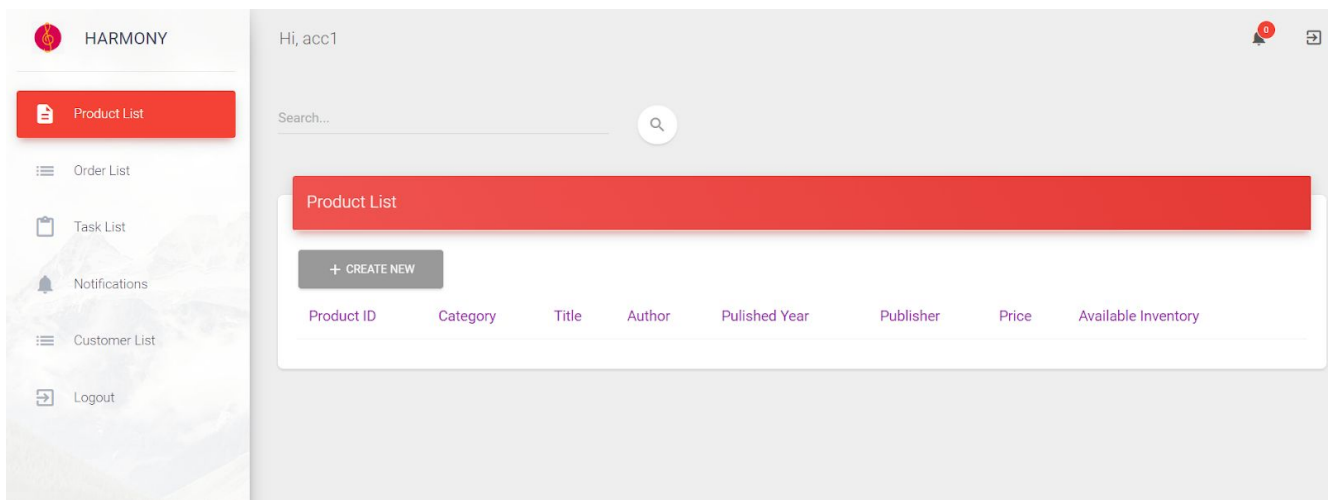 HARMONY
Hi, acc1
0
Product List
Order List
Task List
Notifications
Customer List
Logout
Search...
Product List
+ CREATE NEW
Product ID Category Title Author Pulished Year Publisher Price Available Inventory